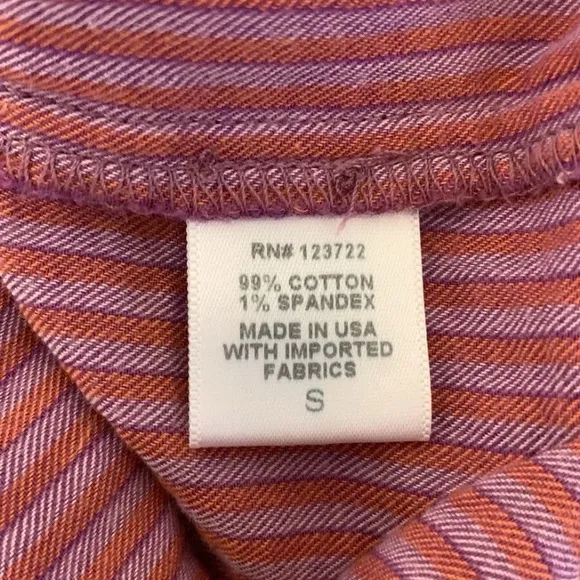 RN# 123722
99% COTTON
1% SPANDEX
MADE IN USA
WITH IMPORTED
FABRICS
S